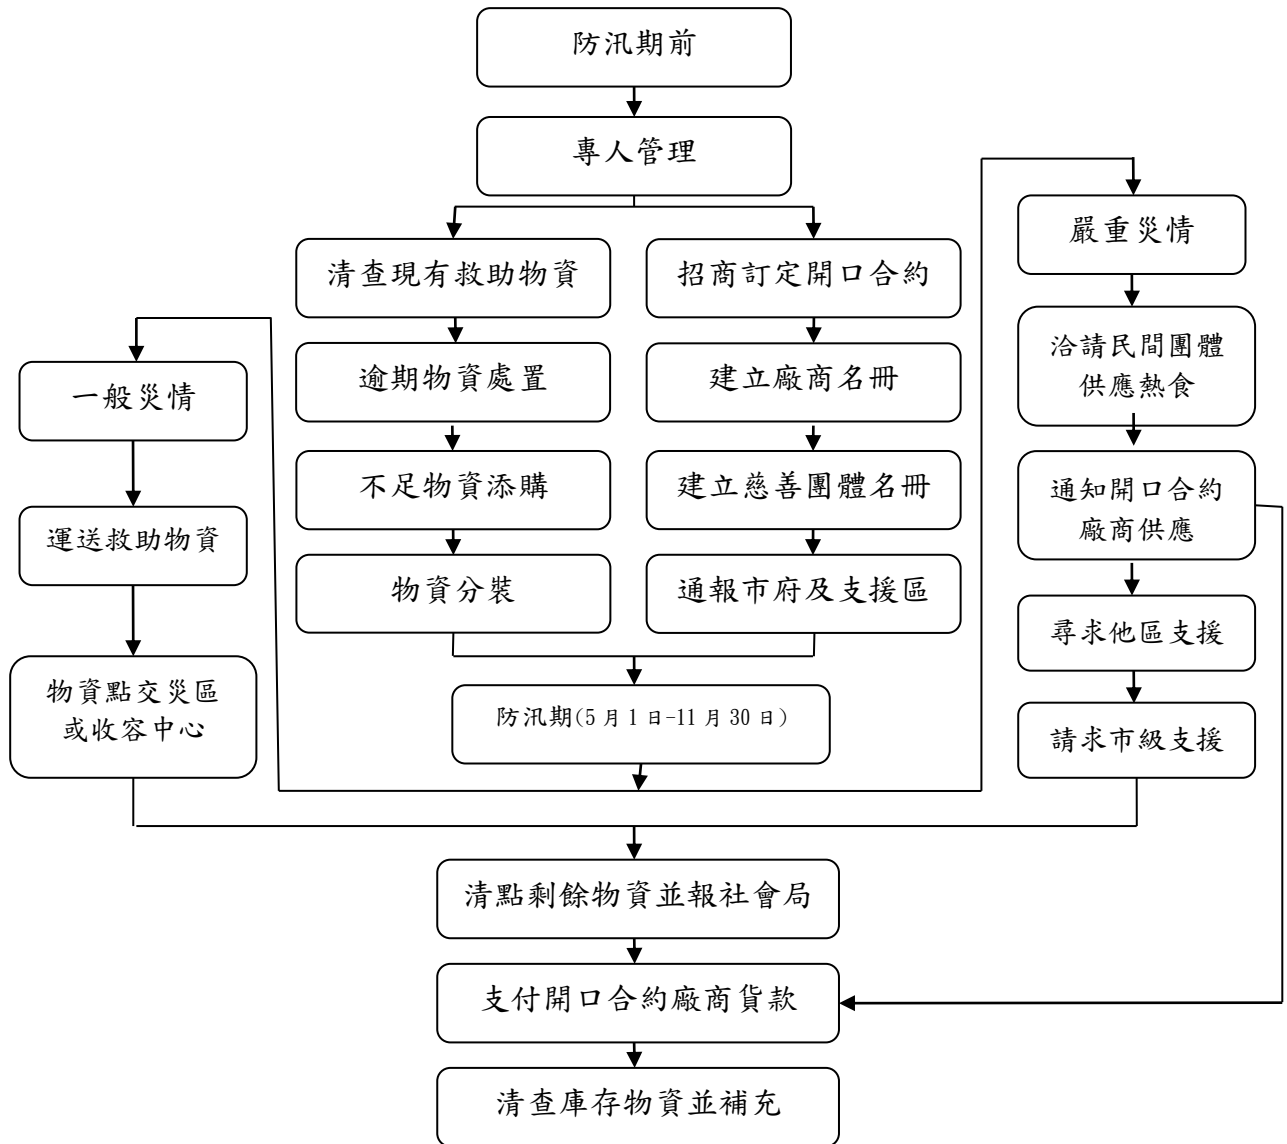 防汛期前
專人管理
清查現有救助物資
逾期物資處置
不足物資添購
物資分裝
招商訂定開口合約
建立廠商名冊
建立慈善團體名冊
通報市府及支援區
防汛期(5月1日-11月30日)
一般災情
運送救助物資
物資點交災區
或收容中心
嚴重災情
洽請民間團體
供應熱食
通知開口合約
廠商供應
尋求他區支援
請求市級支援
清點剩餘物資並報社會局
支付開口合約廠商貨款
清查庫存物資並補充